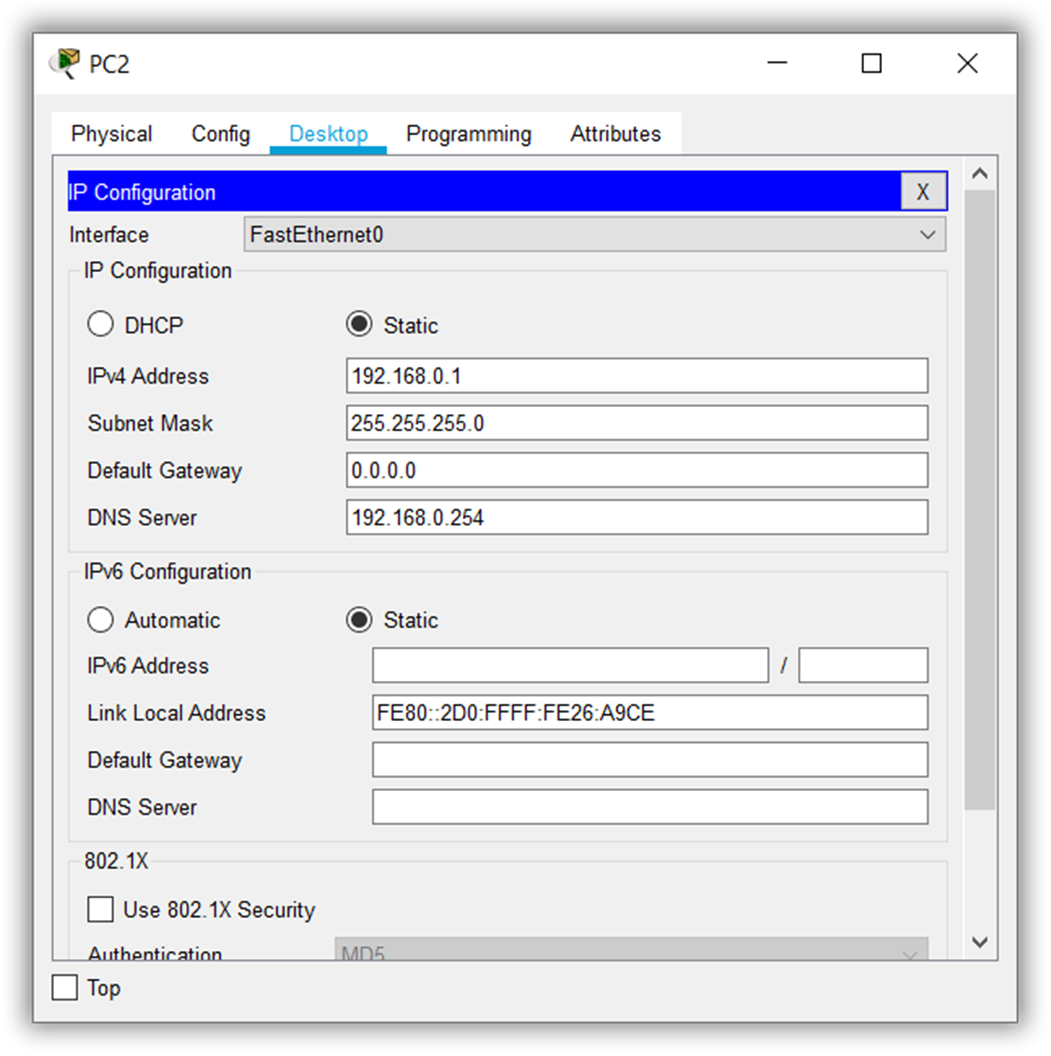 PC2
Physical Config Desktop Programming Attributes
IP Configuration X
Interface FastEthernet0
IP Configuration
DHCP Static
IPv4 Address 192.168.0.1
Subnet Mask 255.255.255.0
Default Gateway 0.0.0.0
DNS Server 192.168.0.254
IPv6 Configuration
Automatic Static
IPv6 Address /
Link Local Address FE80::2D0:FFFF:FE26:A9CE
Default Gateway
DNS Server
802.1X
Use 802.1X Security
Authentication MD5
Top